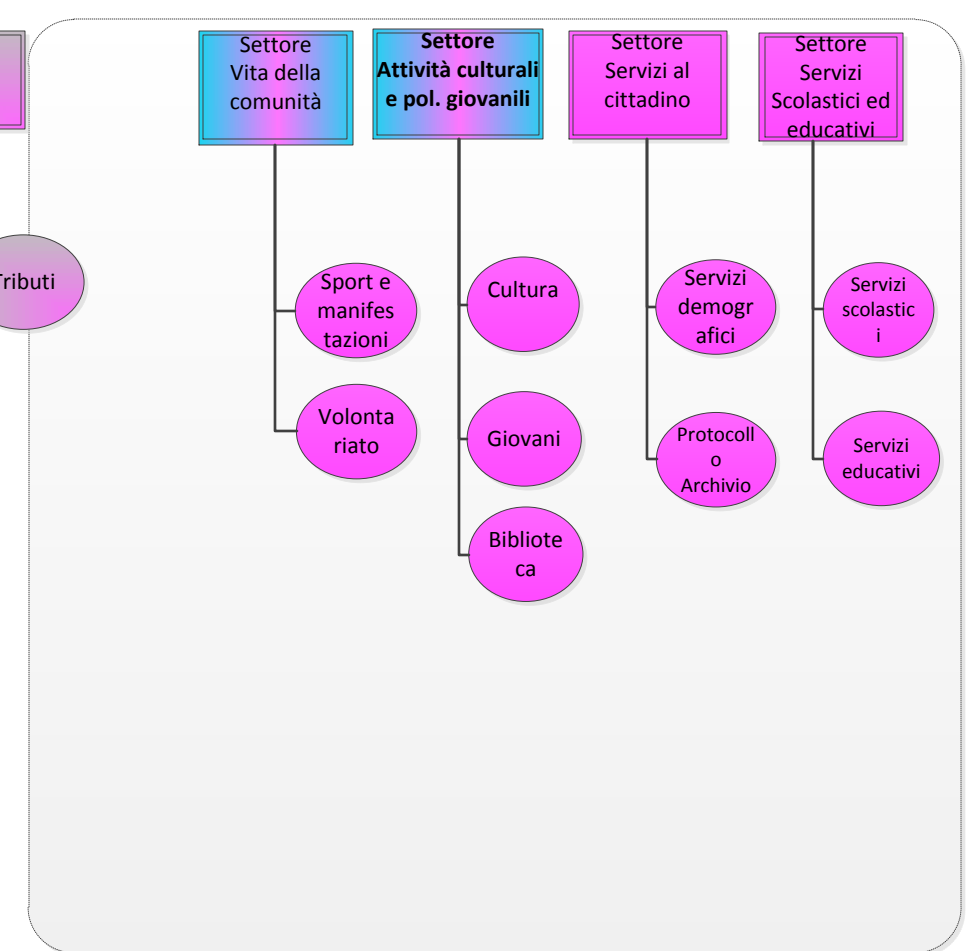 Settore
Vita della
comunità
Settore
Attività culturali
e pol. giovanili
Settore
Servizi al
cittadino
Settore
Servizi
Scolastici ed
educativi
Tributi
Sport e
manifes
tazioni
Cultura
Servizi
demogr
afici
Servizi
scolastic
i
Volonta
riato
Giovani
Protocoll
o
Archivio
Servizi
educativi
Bibliote
ca